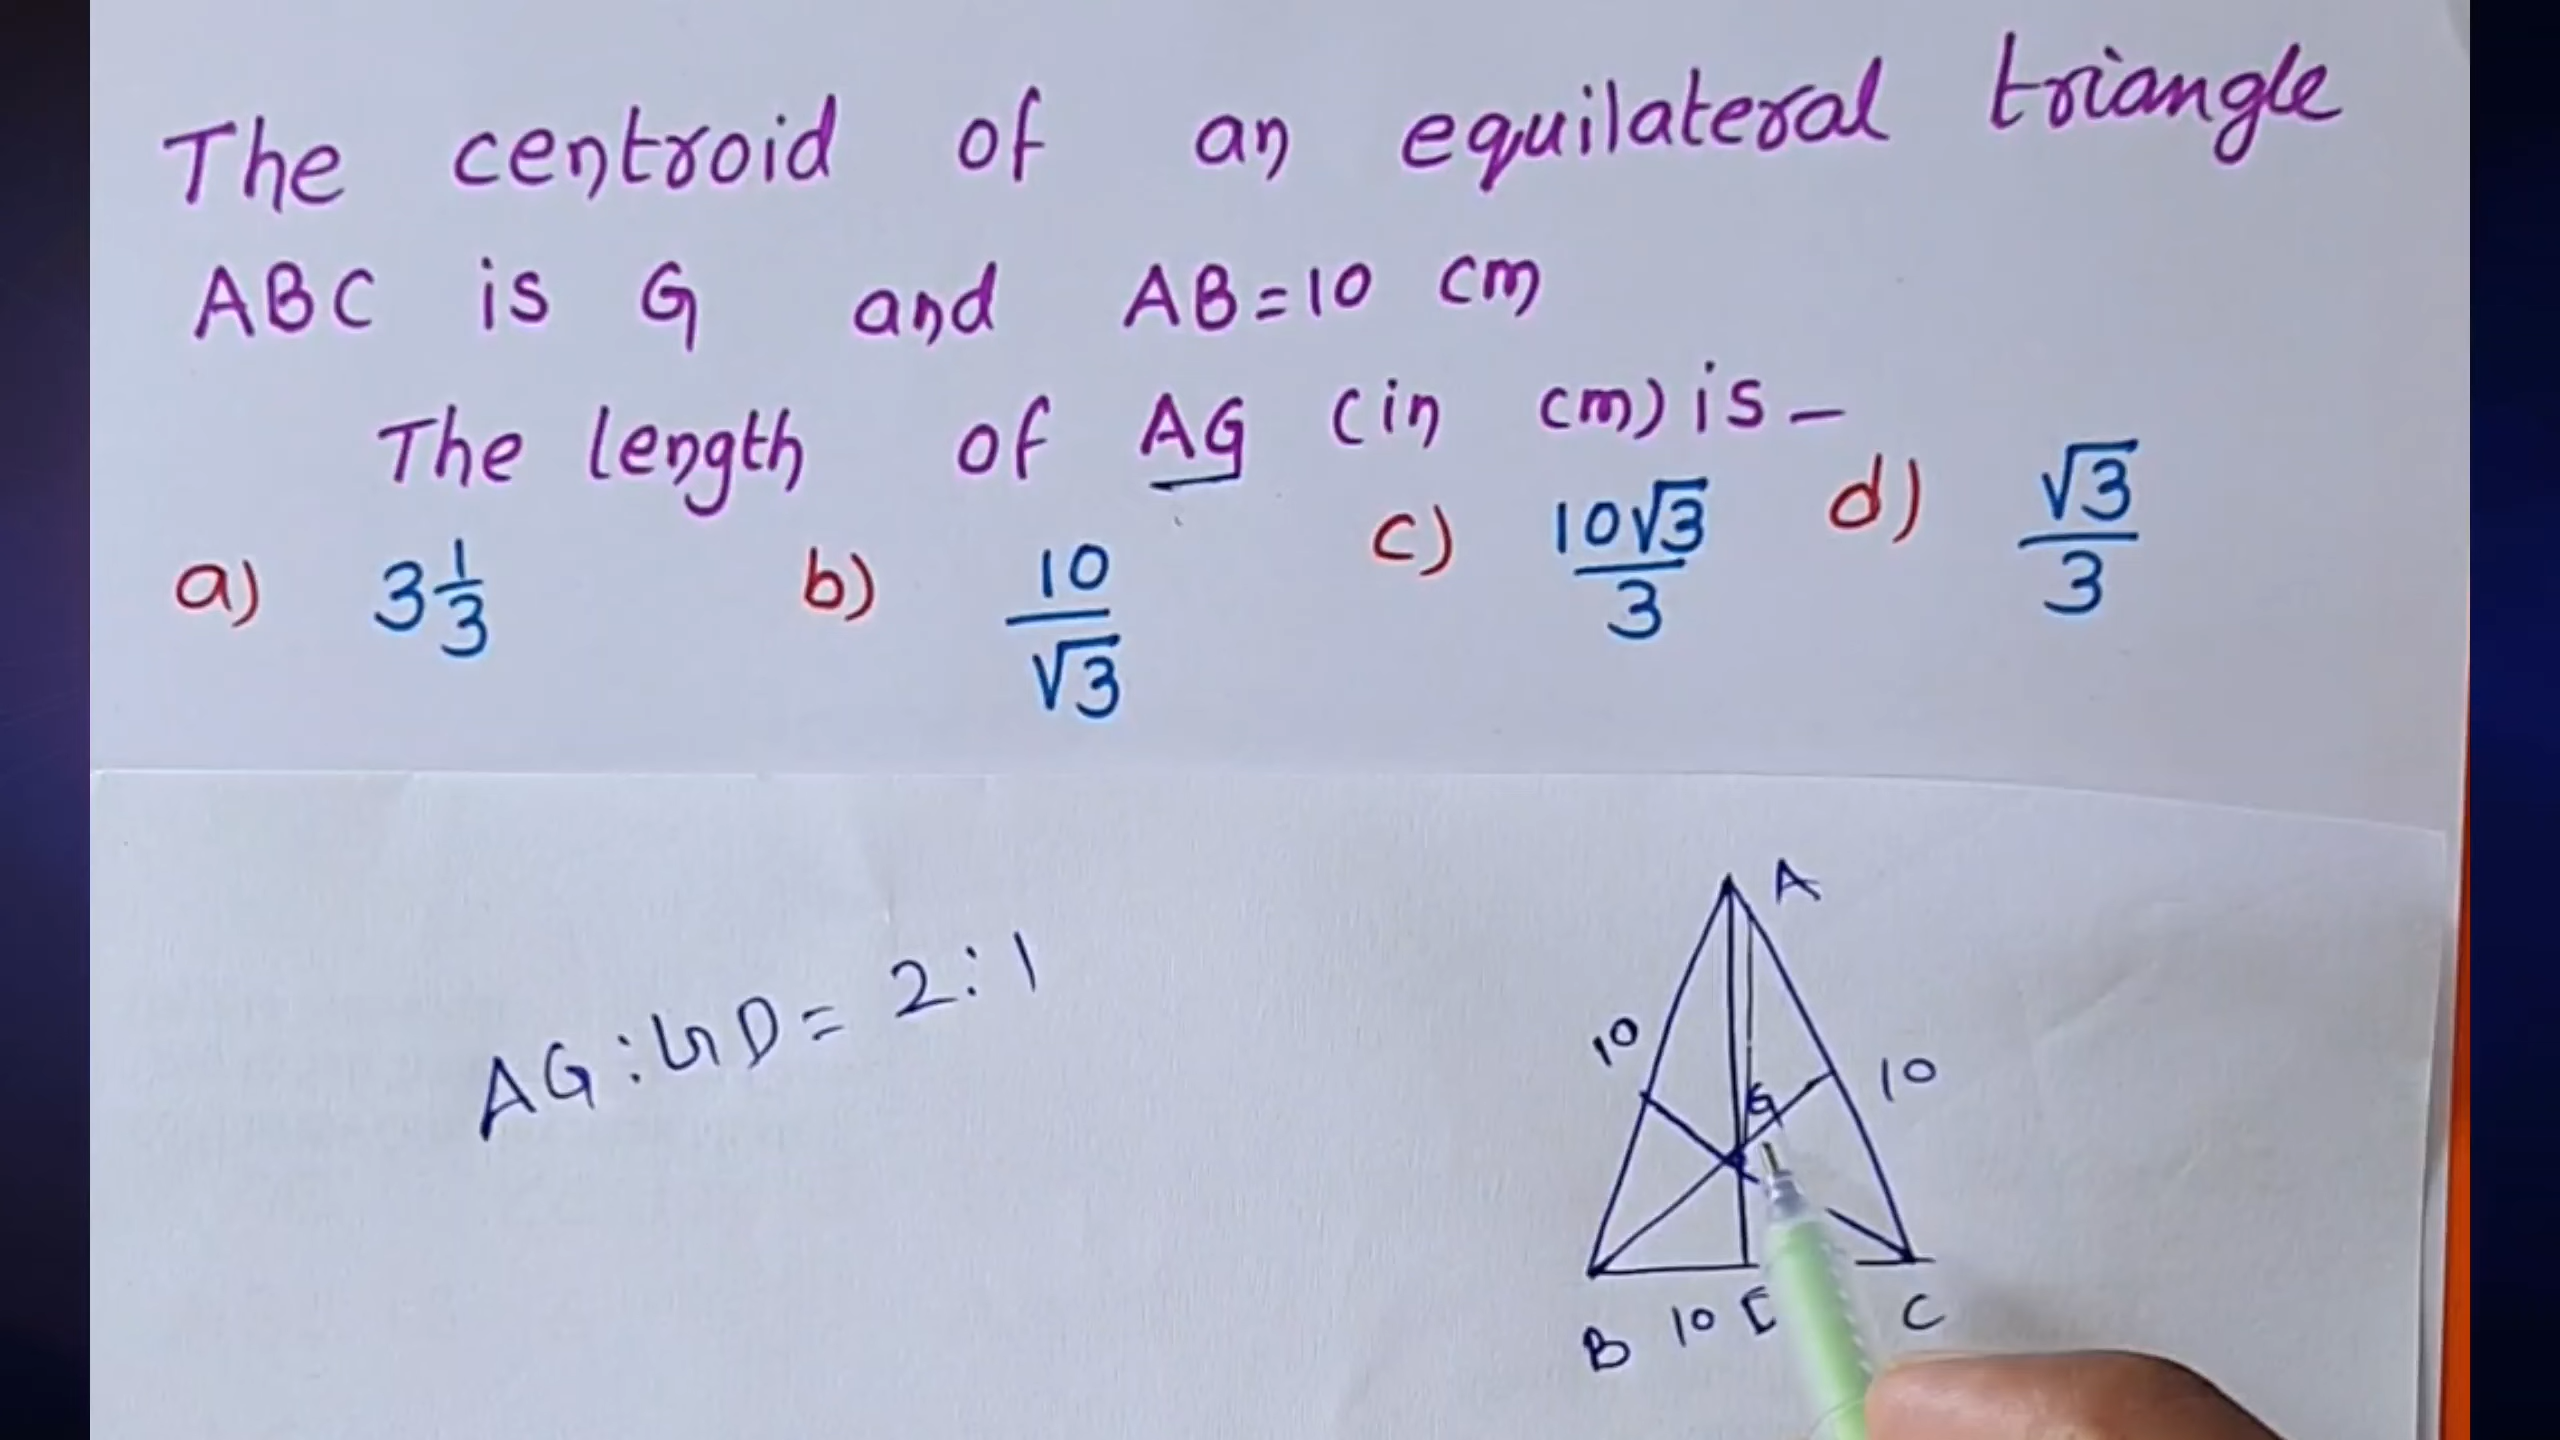 The centroid of an equilateral triangle
ABC is G and AB=10 cm
The length of AG (in cm) is –
a) 3 1/3 b) 10/√3 c) 10√3/3 d) √3/3
AG:GD = 2:1
A
10
10
G
B 10 C